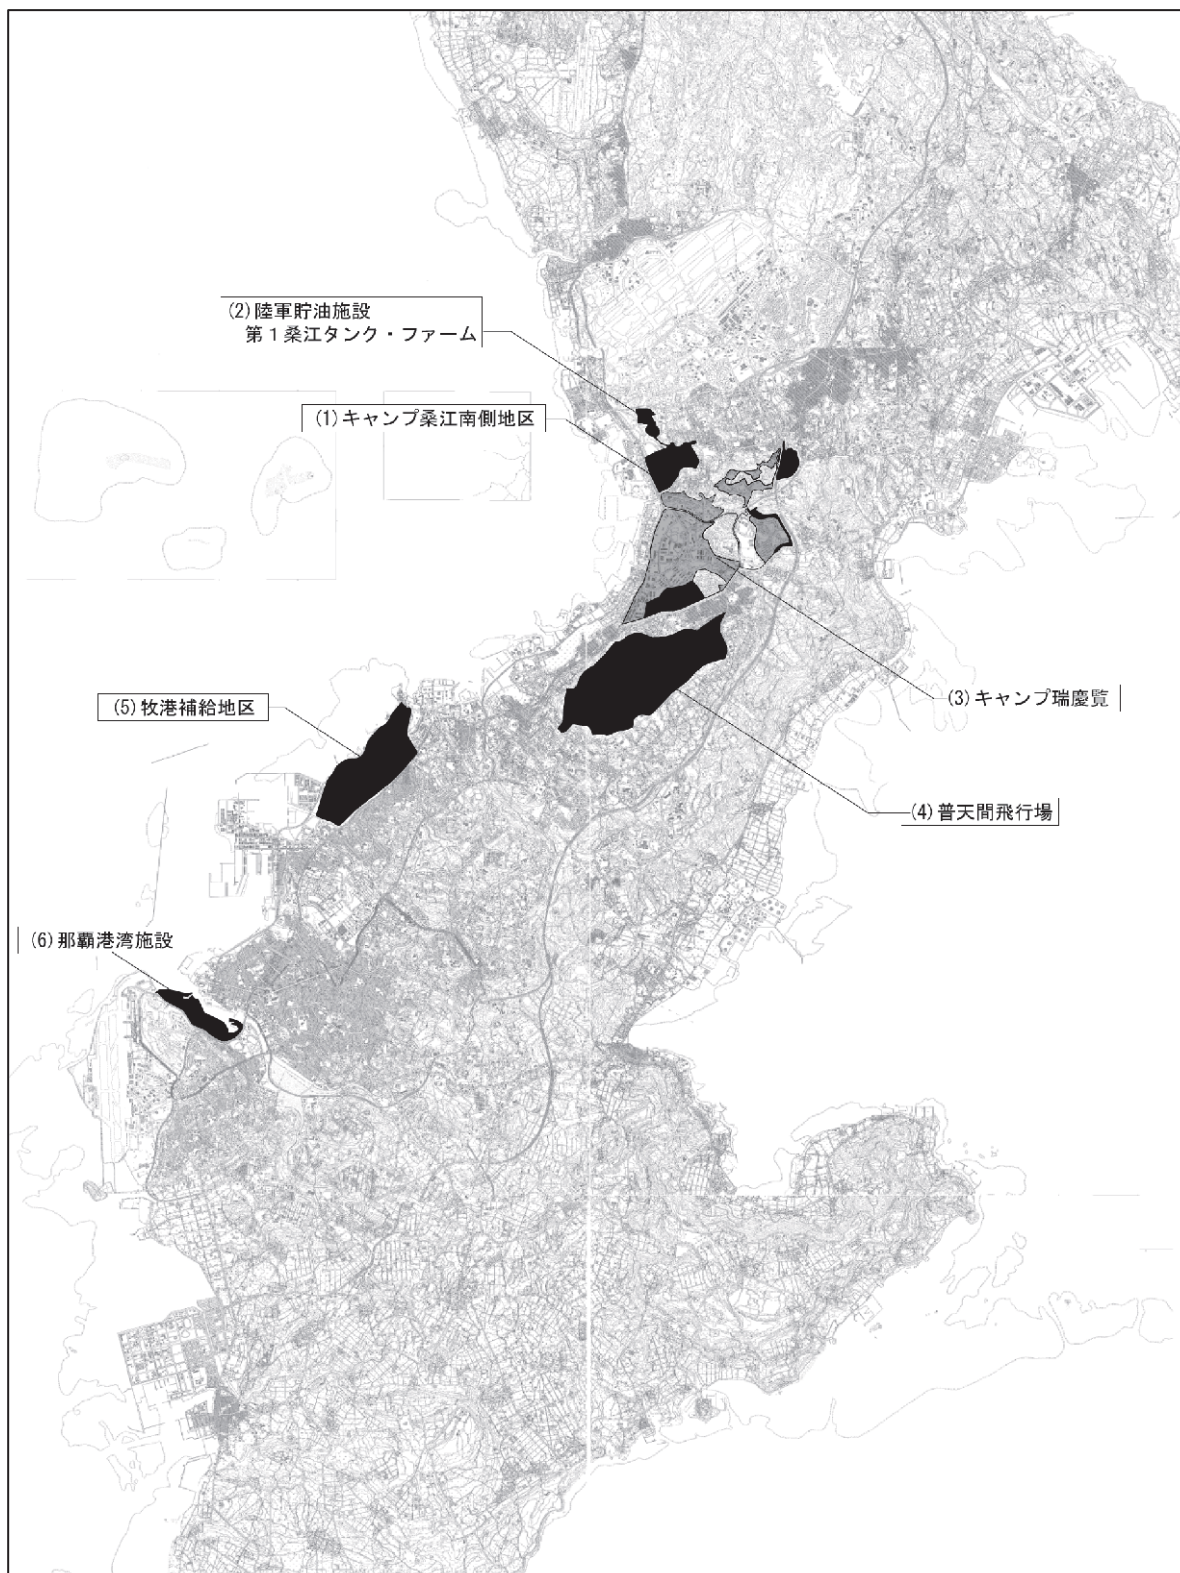 (2)陸軍貯油施設
第1桑江タンク・ファーム
(1)キャンプ桑江南側地区
(3)キャンプ瑞慶覧
(5)牧港補給地区
(4)普天間飛行場
(6)那覇港湾施設